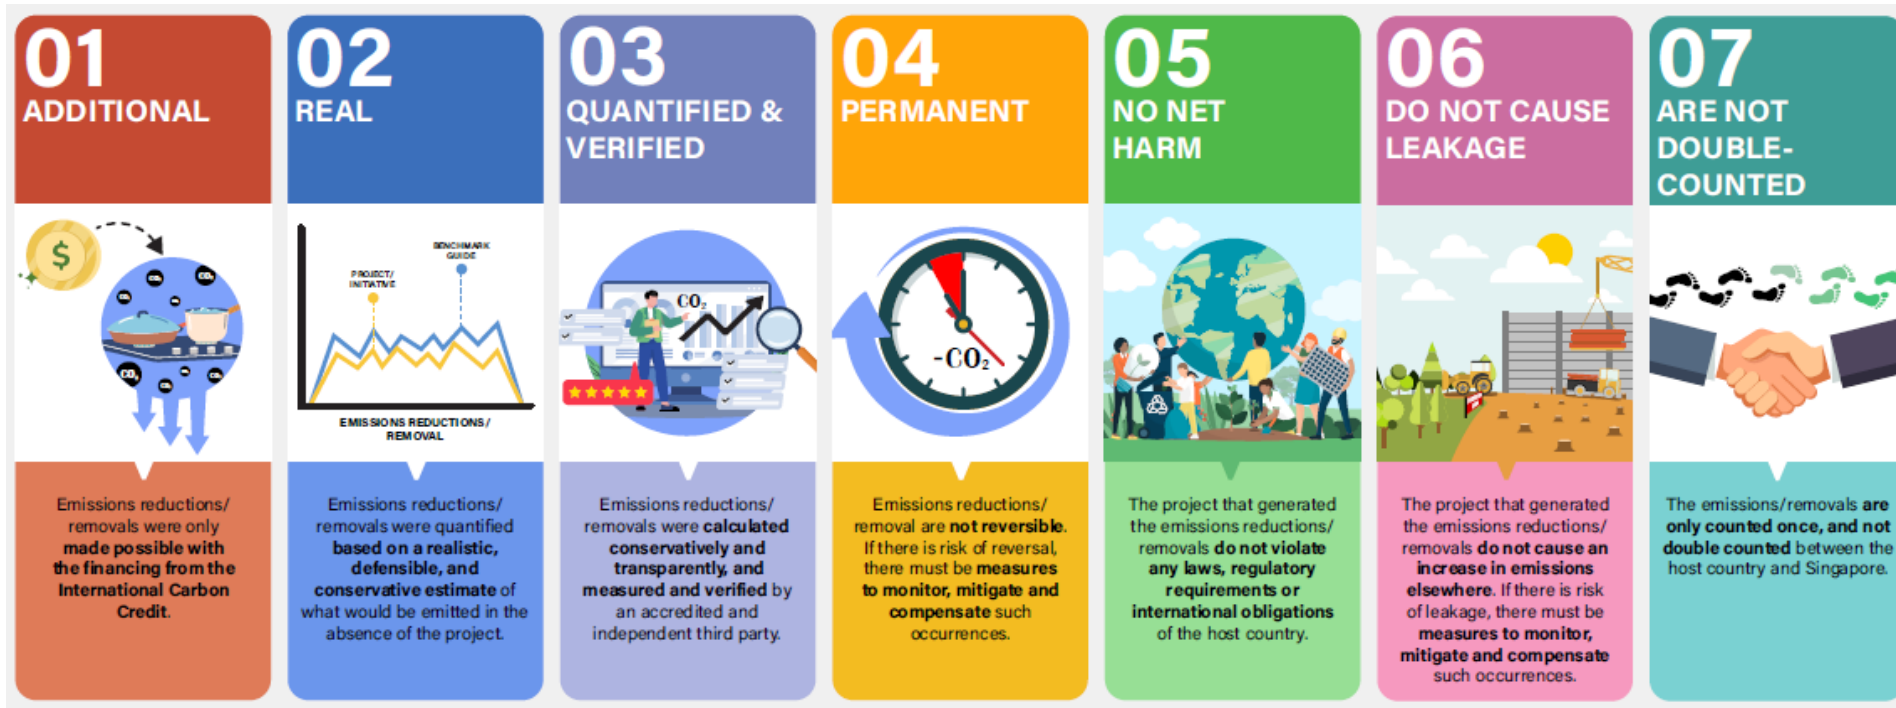 01
ADDITIONAL
$
CO₂
CO₂
CO₂
CO₂
CO₂
CO₂
CO₂
CO₂
Emissions reductions/
removals were only
made possible with
the financing from the
International Carbon
Credit.
02
REAL
BENCHMARK
GUIDE
PROJECT/
INITIATIVE
EMISSIONS REDUCTIONS/
REMOVAL
Emissions reductions/
removals were quantified
based on a realistic,
defensible, and
conservative estimate of
what would be emitted in the
absence of the project.
03
QUANTIFIED &
VERIFIED
CO₂
Emissions reductions/
removals were calculated
conservatively and
transparently, and
measured and verified by
an accredited and
independent third party.
04
PERMANENT
-CO₂
Emissions reductions/
removal are not reversible.
If there is risk of reversal,
there must be measures
to monitor, mitigate and
compensate such
occurrences.
05
NO NET
HARM
The project that generated
the emissions reductions/
removals do not violate
any laws, regulatory
requirements or
international obligations
of the host country.
06
DO NOT CAUSE
LEAKAGE
The project that generated
the emissions reductions/
removals do not cause an
increase in emissions
elsewhere. If there is risk
of leakage, there must be
measures to monitor,
mitigate and compensate
such occurrences.
07
ARE NOT
DOUBLE-
COUNTED
The emissions/removals are
only counted once, and not
double counted between the
host country and Singapore.